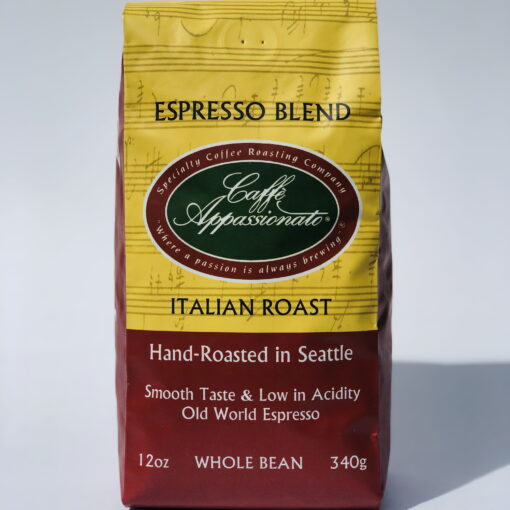 ESPRESSO BLEND
Specialty Coffee Roasting Company
Caffè
Appassionato®
"Where a passion is always brewing"®
ITALIAN ROAST
Hand-Roasted in Seattle
Smooth Taste & Low in Acidity
Old World Espresso
12oz WHOLE BEAN 340g